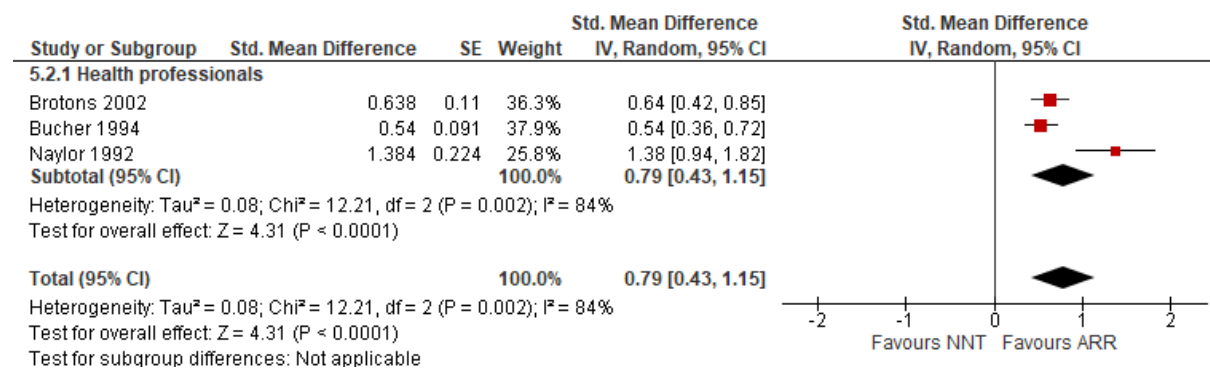 Std. Mean Difference Std. Mean Difference
Study or Subgroup Std. Mean Difference SE Weight IV, Random, 95% CI IV, Random, 95% CI
5.2.1 Health professionals
Brotons 2002 0.638 0.11 36.3% 0.64 [0.42, 0.85]
Bucher 1994 0.54 0.091 37.9% 0.54 [0.36, 0.72]
Naylor 1992 1.384 0.224 25.8% 1.38 [0.94, 1.82]
Subtotal (95% CI) 100.0% 0.79 [0.43, 1.15]
Heterogeneity: Tau² = 0.08; Chi² = 12.21, df = 2 (P = 0.002); I² = 84%
Test for overall effect: Z = 4.31 (P < 0.0001)
Total (95% CI) 100.0% 0.79 [0.43, 1.15]
Heterogeneity: Tau² = 0.08; Chi² = 12.21, df = 2 (P = 0.002); I² = 84%
Test for overall effect: Z = 4.31 (P < 0.0001)
Test for subgroup differences: Not applicable
-2 -1 0 1 2
Favours NNT Favours ARR